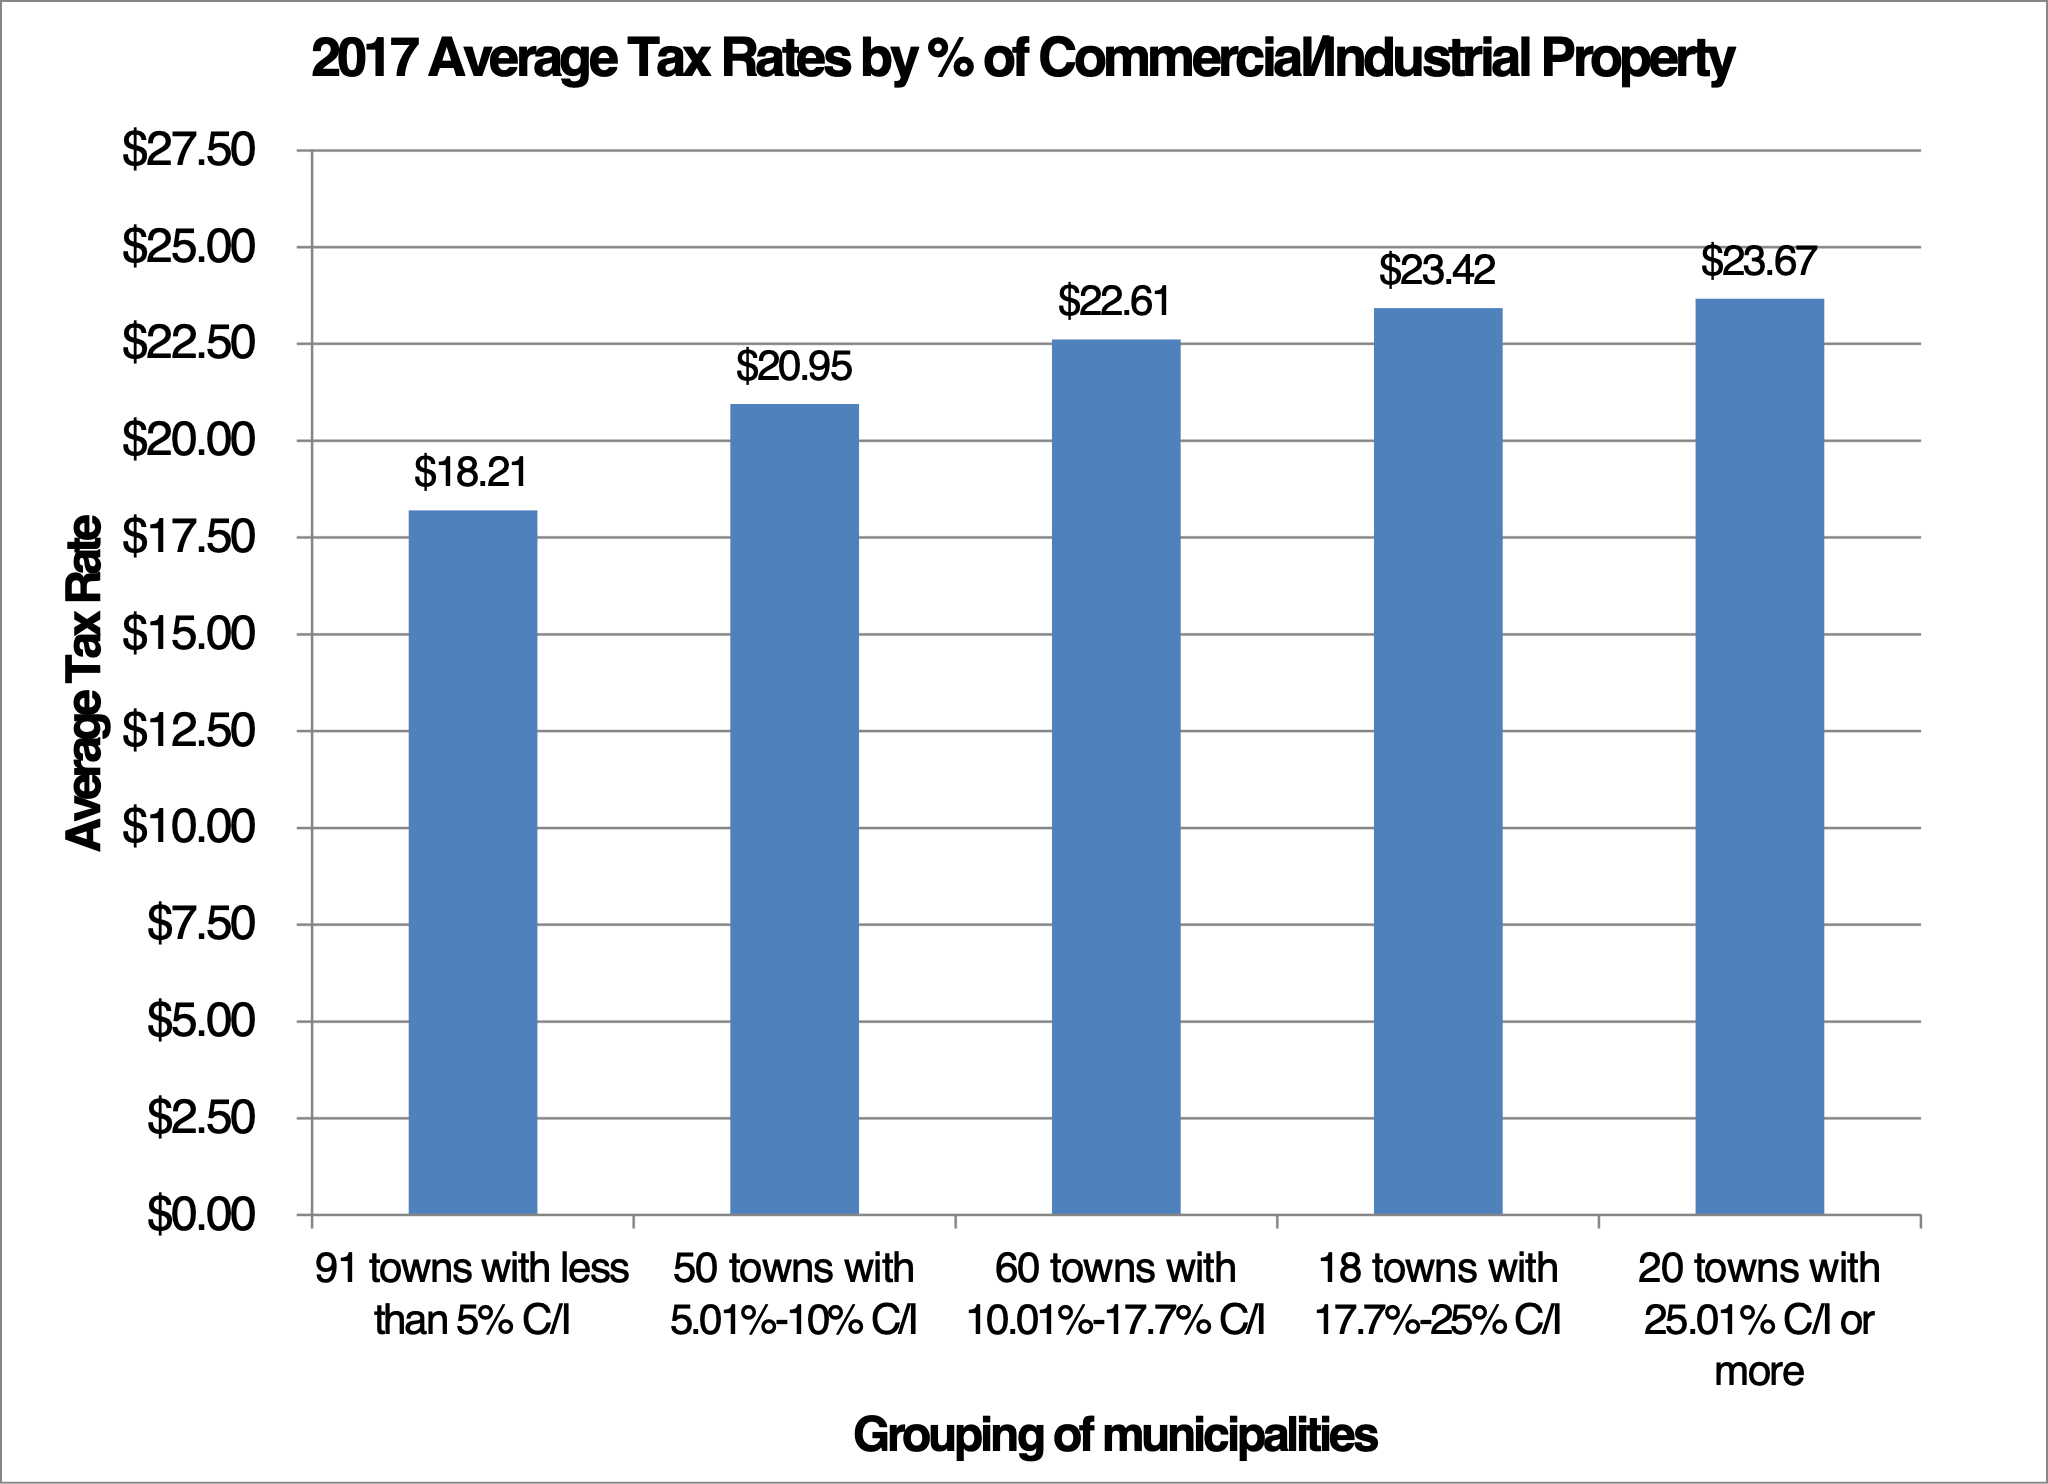 2017 Average Tax Rates by % of Commercial/Industrial Property
$27.50
$25.00
$22.50
$20.00
$17.50
$15.00
$12.50
$10.00
$7.50
$5.00
$2.50
$0.00
Average Tax Rate
$18.21
$20.95
$22.61
$23.42
$23.67
91 towns with less
than 5% C/I
50 towns with
5.01%-10% C/I
60 towns with
10.01%-17.7% C/I
18 towns with
17.7%-25% C/I
20 towns with
25.01% C/I or
more
Grouping of municipalities